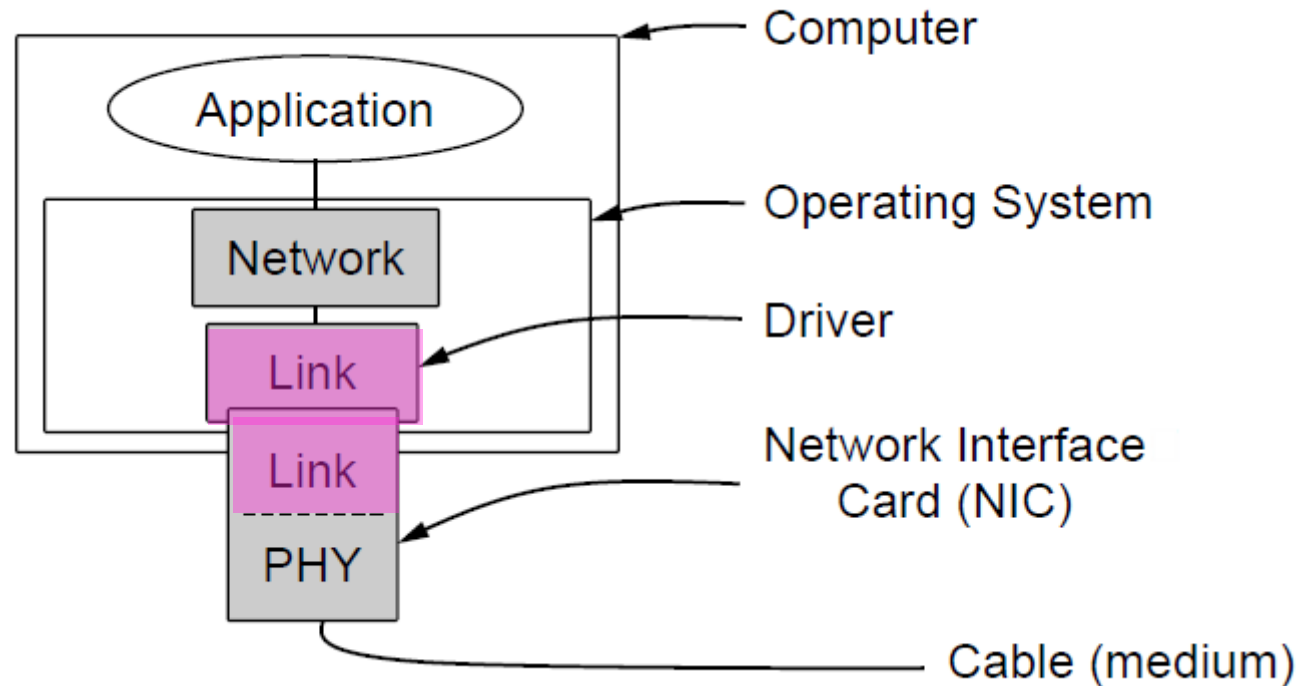 Computer
Application
Operating System
Network
Driver
Link
Network Interface
Card (NIC)
Link
PHY
Cable (medium)